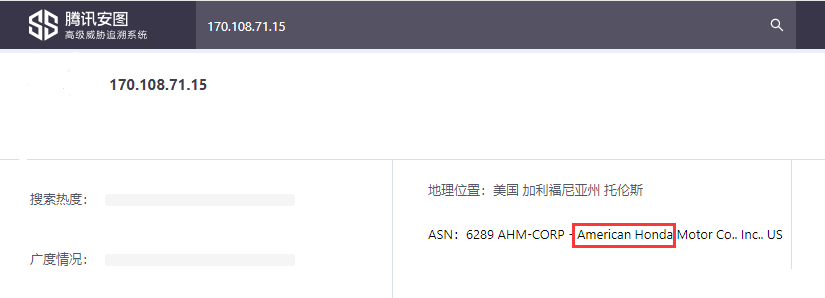 腾讯安图
高级威胁追溯系统
170.108.71.15
170.108.71.15
搜索热度：
广度情况：
地理位置：美国 加利福尼亚州 托伦斯
ASN：6289 AHM-CORP - American Honda Motor Co.. Inc.. US